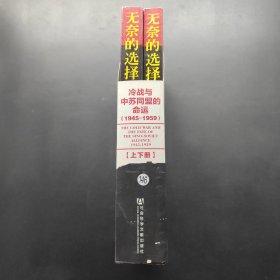 无奈的选择
无奈的选择
冷战与
中苏同盟的
命运
(1945~1959)
THE COLD WAR AND
THE FATE OF THE
SINO-SOVIET
ALLIANCE
1945-1959
【上下册】
社会科学文献出版社